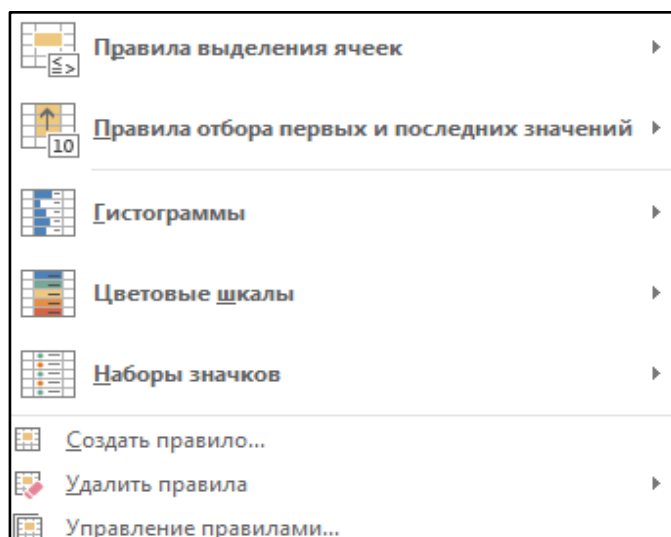 Правила выделения ячеек
Правила отбора первых и последних значений
10
Гистограммы
Цветовые шкалы
Наборы значков
Создать правило...
Удалить правила
Управление правилами...